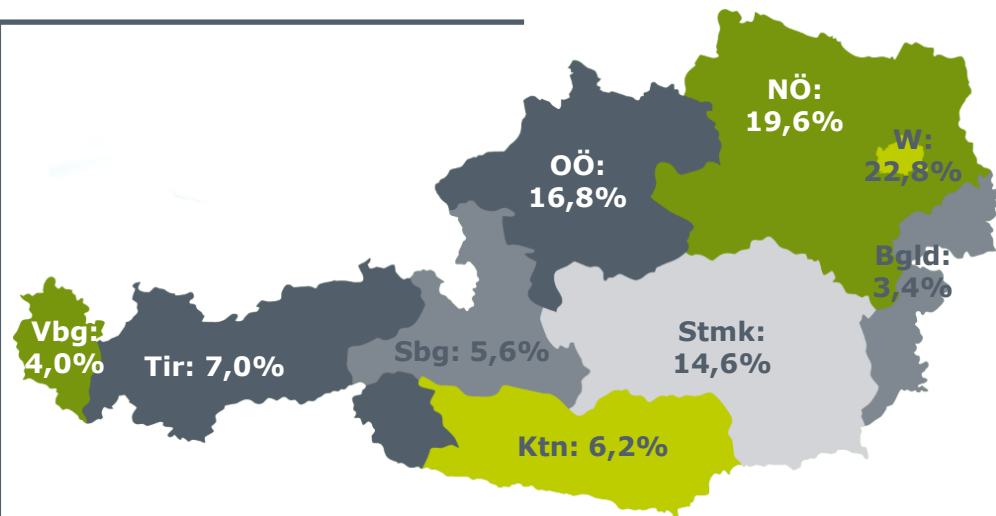 NÖ:
19,6%
W:
22,8%
OÖ:
16,8%
Bgld:
3,4%
Vbg:
4,0%
Tir: 7,0%
Sbg: 5,6%
Stmk:
14,6%
Ktn: 6,2%